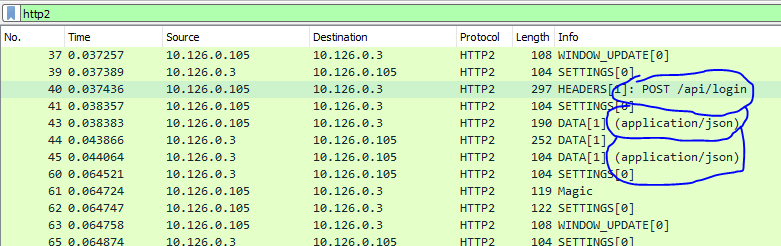 http2
No. Time Source Destination Protocol Length Info
37 0.037257 10.126.0.105 10.126.0.3 HTTP2 108 WINDOW_UPDATE[0]
39 0.037389 10.126.0.3 10.126.0.105 HTTP2 104 SETTINGS[0]
40 0.037436 10.126.0.105 10.126.0.3 HTTP2 297 HEADERS[1]: POST /api/login
41 0.038357 10.126.0.105 10.126.0.3 HTTP2 104 SETTINGS[0]
43 0.038383 10.126.0.105 10.126.0.3 HTTP2 190 DATA[1] (application/json)
44 0.043866 10.126.0.3 10.126.0.105 HTTP2 252 DATA[1]
45 0.044064 10.126.0.3 10.126.0.105 HTTP2 104 DATA[1] (application/json)
60 0.064521 10.126.0.3 10.126.0.105 HTTP2 104 SETTINGS[0]
61 0.064724 10.126.0.105 10.126.0.3 HTTP2 119 Magic
62 0.064747 10.126.0.105 10.126.0.3 HTTP2 122 SETTINGS[0]
63 0.064758 10.126.0.105 10.126.0.3 HTTP2 108 WINDOW_UPDATE[0]
65 0.064874 10.126.0.3 10.126.0.105 HTTP2 104 SETTINGS[0]